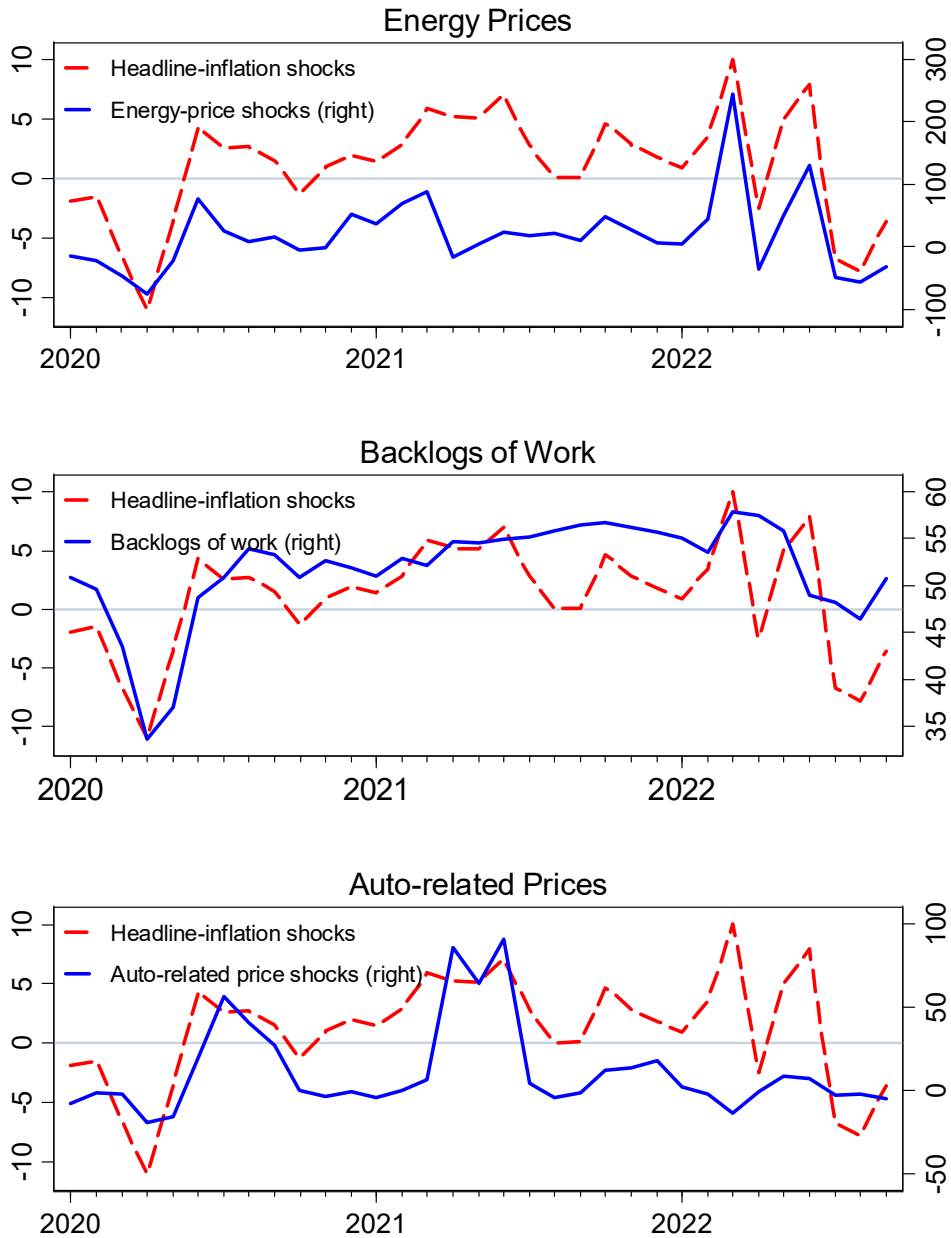 Energy Prices
Headline-inflation shocks
Energy-price shocks (right)
10
5
0
-5
-10
300
200
100
0
-100
2020 2021 2022
Backlogs of Work
Headline-inflation shocks
Backlogs of work (right)
10
5
0
-5
-10
60
55
50
45
40
35
2020 2021 2022
Auto-related Prices
Headline-inflation shocks
Auto-related price shocks (right)
10
5
0
-5
-10
100
50
0
-50
2020 2021 2022